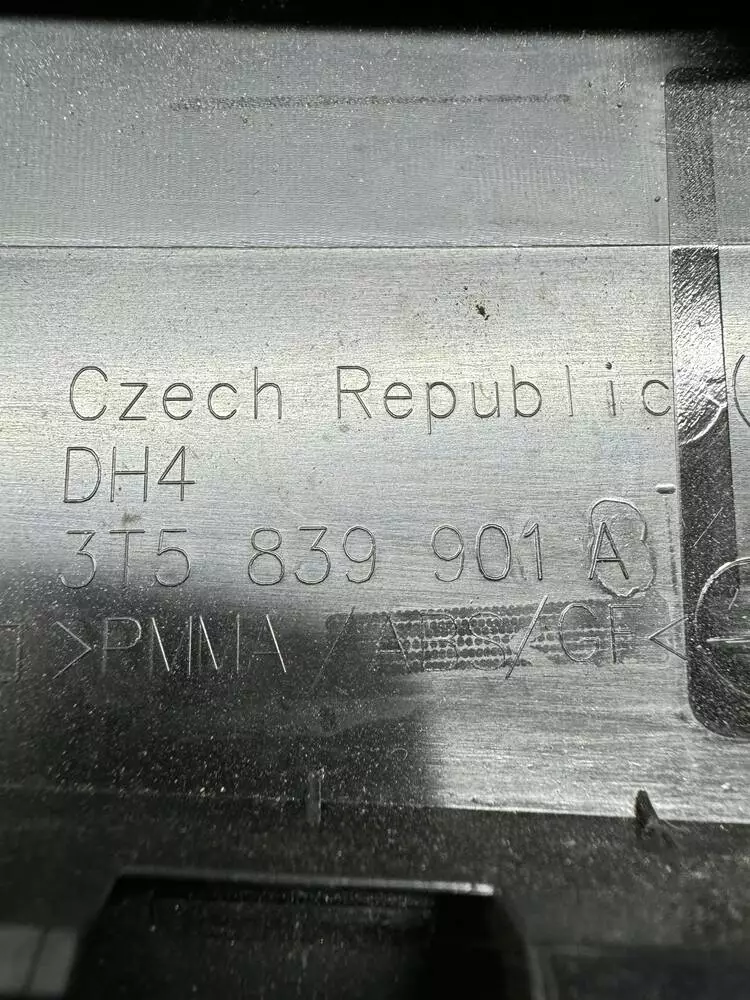 Czech Republic
DH4
3T5 839 901 A
>PMMA/ABS/CF<